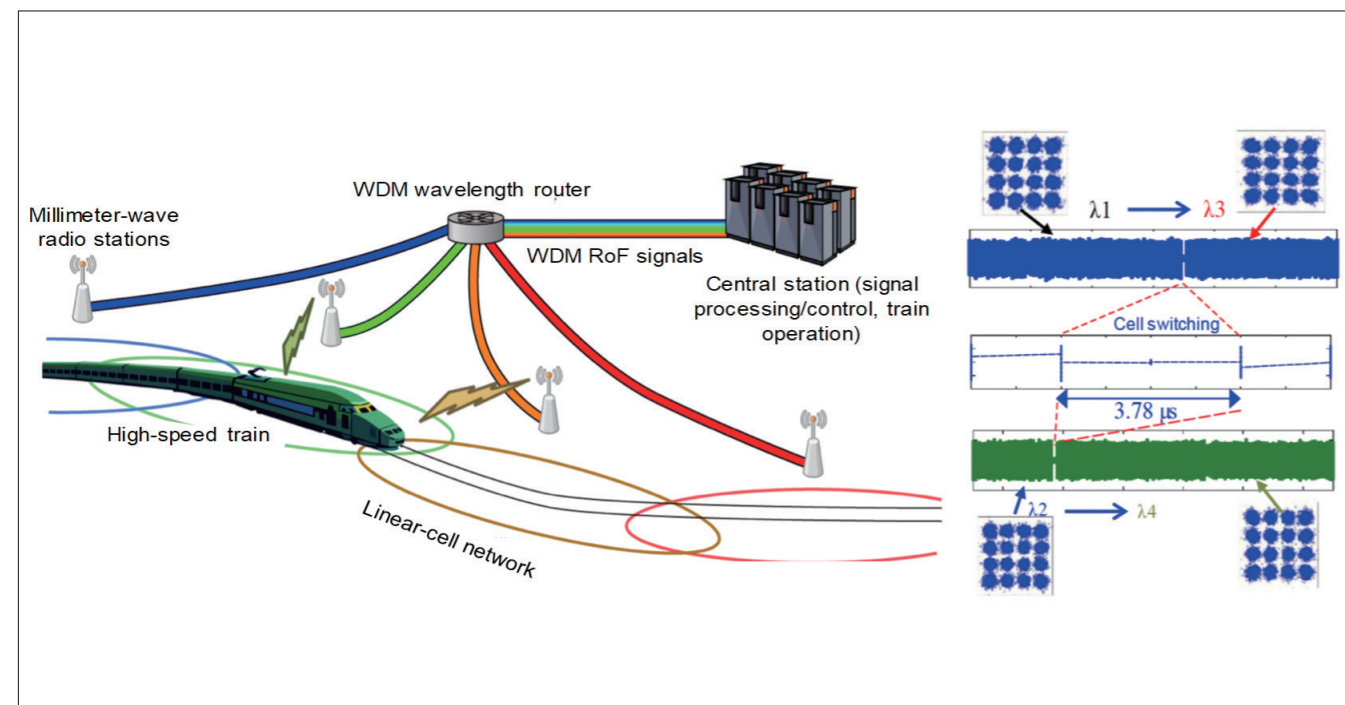 WDM wavelength router
Millimeter-wave
radio stations
WDM RoF signals
Central station (signal
processing/control, train
operation)
High-speed train
Linear-cell network
λ1
λ3
Cell switching
3.78 µs
λ2
λ4